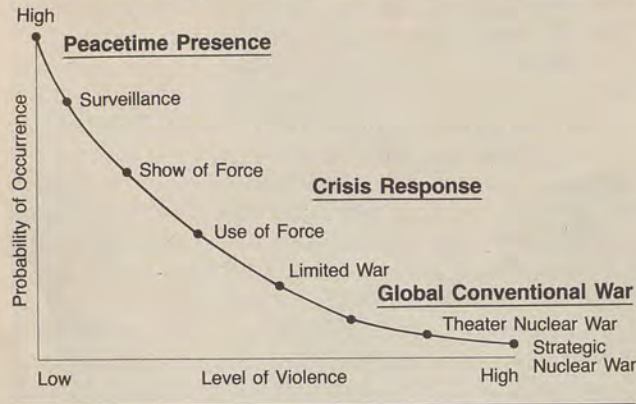 High
Peacetime Presence
Surveillance
Show of Force
Crisis Response
Use of Force
Limited War
Global Conventional War
Theater Nuclear War
Strategic
Nuclear War
Probability of Occurrence
Low
Level of Violence
High